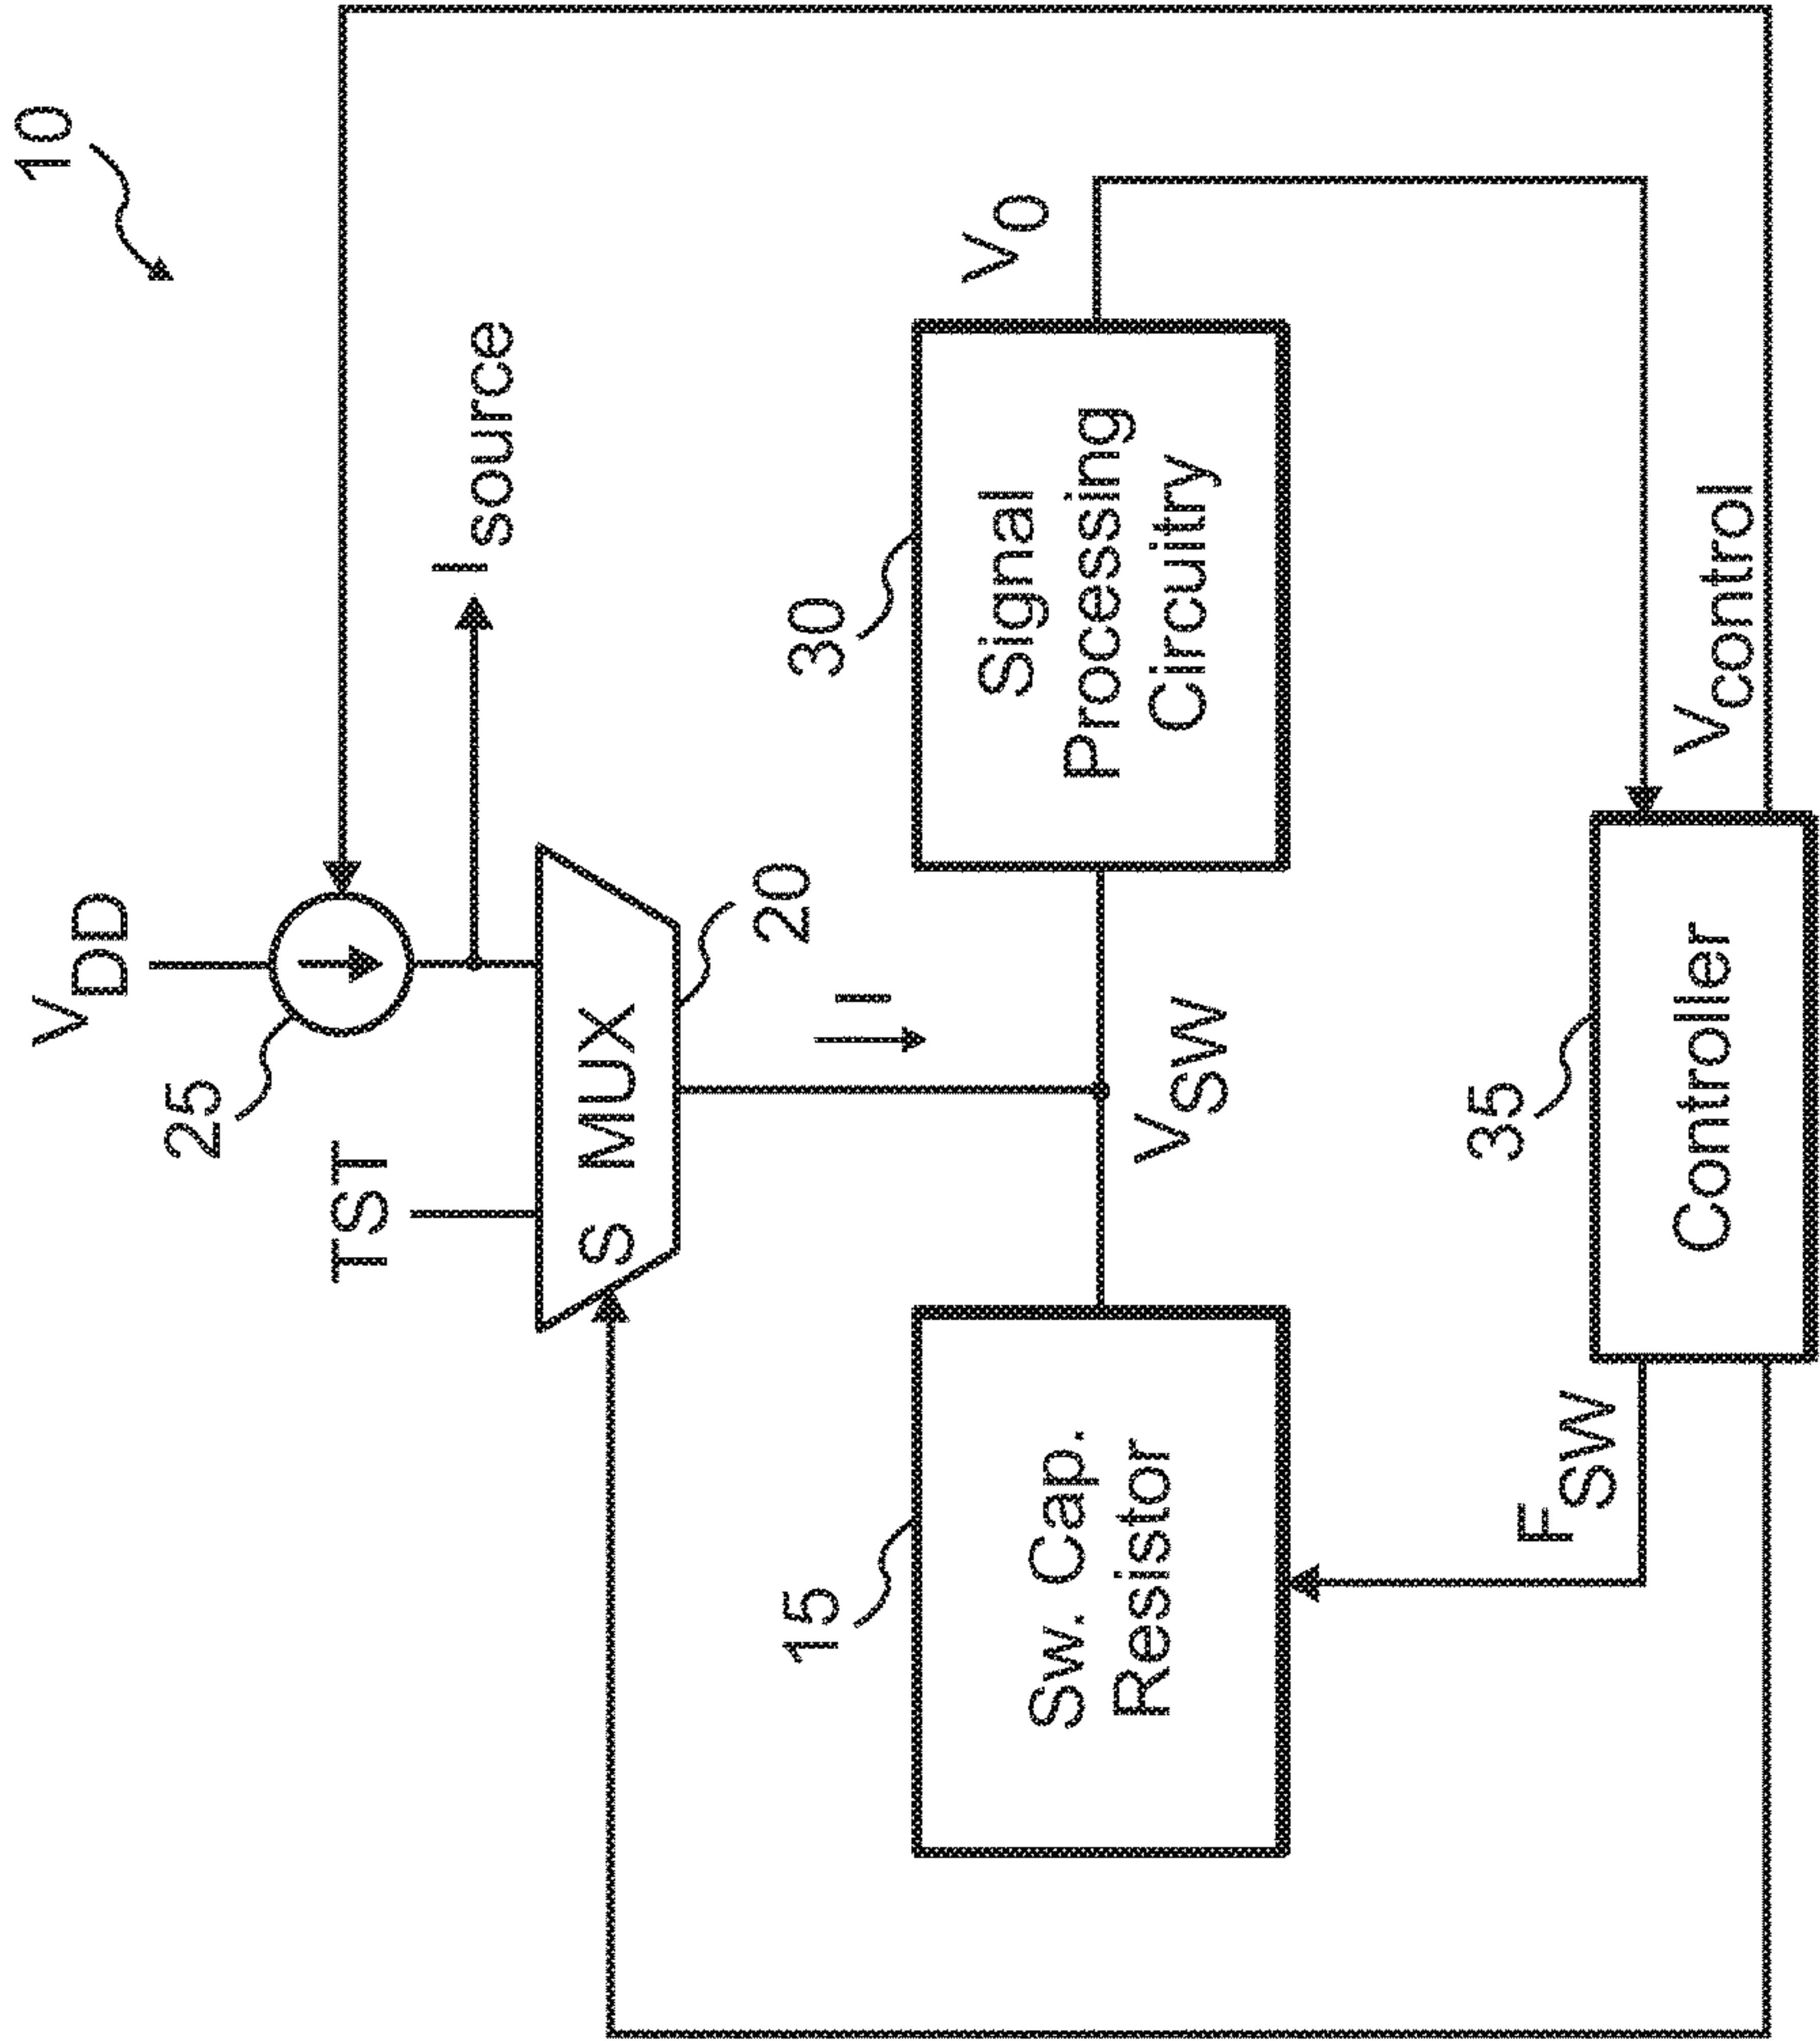 10
VDD
25
TST
I source
S MUX
20
I
15
Sw. Cap.
Resistor
VSW
30
Signal
Processing
Circuitry
VO
FSW
35
Controller
Vcontrol